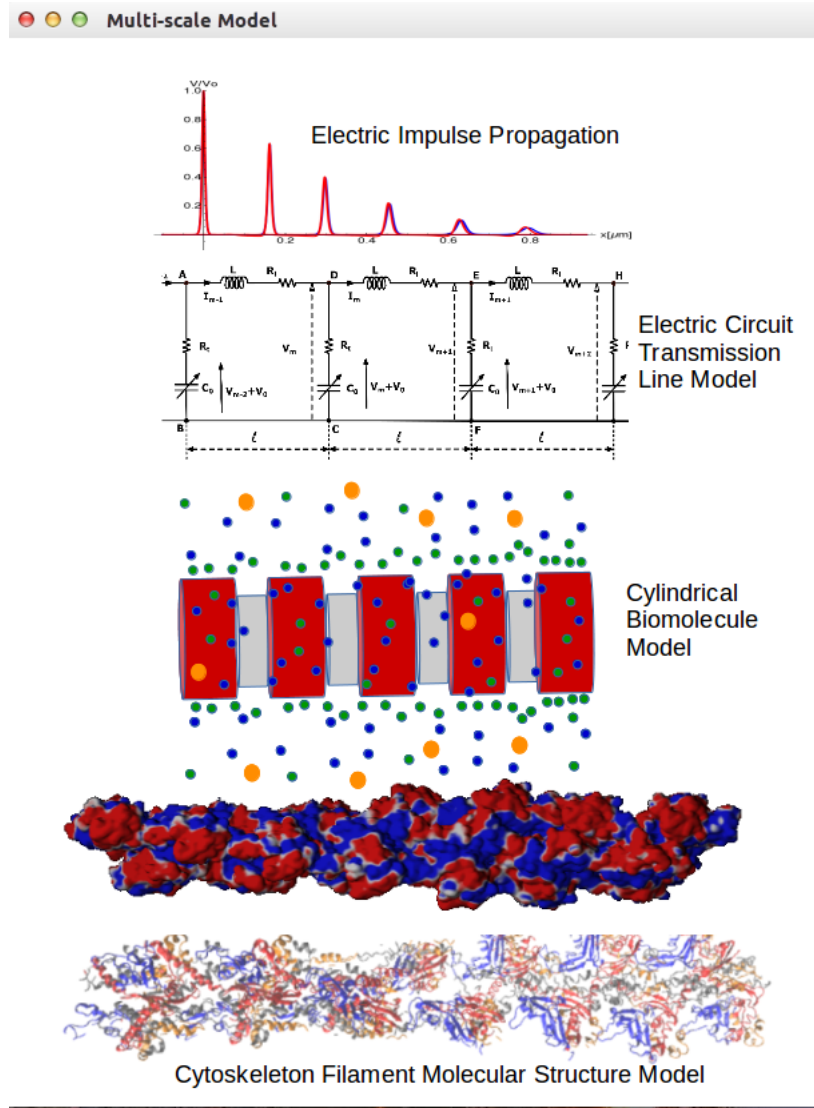 Multi-scale Model
V/Vo
1.0
0.8
0.6
0.4
0.2
Electric Impulse Propagation
0.2 0.4 0.6 0.8 x[μm]
A L Rₗ D L Rₗ E L Rₗ H
Iₘ₋₁ Iₘ Iₘ₊₁
Rₜ Vₘ Rₜ Vₘ₊₁ Vₘ₊₂
C₀ Vₘ₋₂+V₀ C₀ Vₘ+V₀ C₀ Vₘ₊₁+V₀
B C F
ℓ ℓ ℓ
Electric Circuit
Transmission
Line Model
Cylindrical
Biomolecule
Model
Cytoskeleton Filament Molecular Structure Model